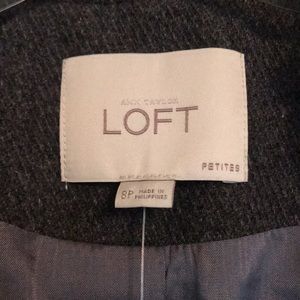 ANN TAYLOR
LOFT
PETITES
8P
MADE IN
PHILIPPINES